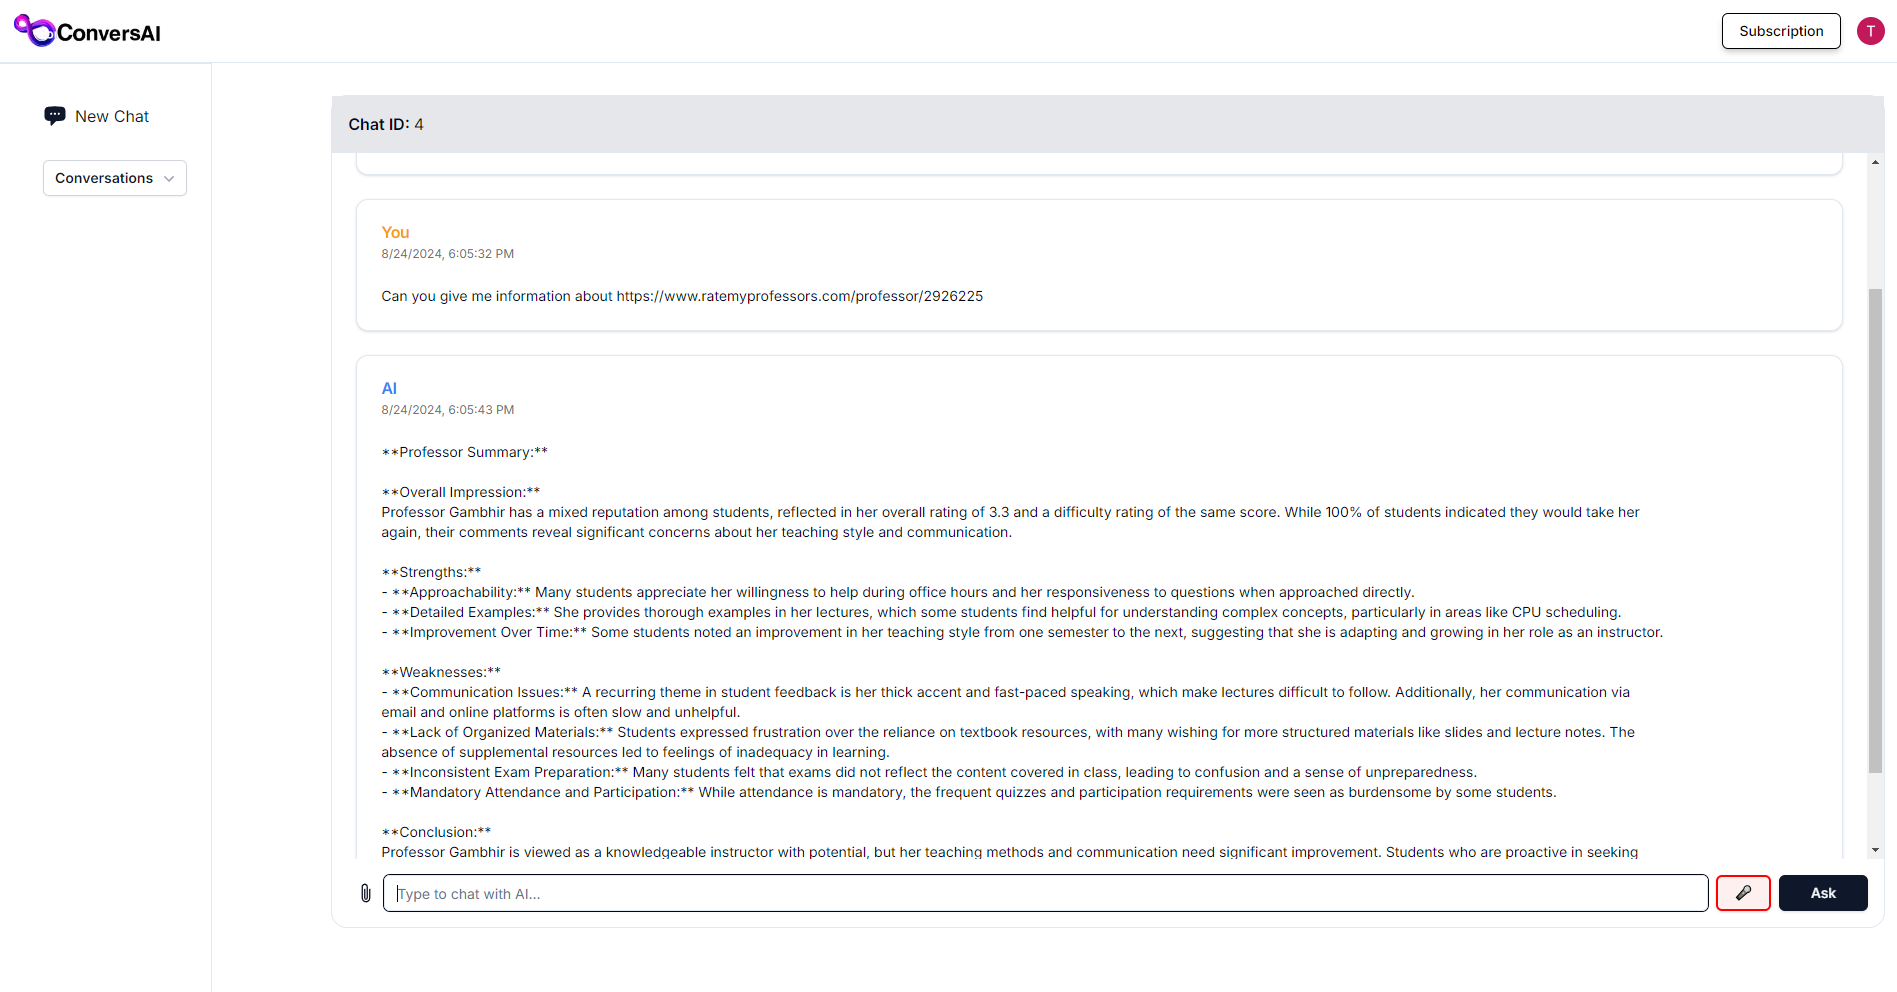 ConversAI
Subscription
T
New Chat
Conversations
Chat ID: 4
You
8/24/2024, 6:05:32 PM
Can you give me information about https://www.ratemyprofessors.com/professor/2926225
AI
8/24/2024, 6:05:43 PM
**Professor Summary:**
**Overall Impression:**
Professor Gambhir has a mixed reputation among students, reflected in her overall rating of 3.3 and a difficulty rating of the same score. While 100% of students indicated they would take her
again, their comments reveal significant concerns about her teaching style and communication.
**Strengths:**
- **Approachability:** Many students appreciate her willingness to help during office hours and her responsiveness to questions when approached directly.
- **Detailed Examples:** She provides thorough examples in her lectures, which some students find helpful for understanding complex concepts, particularly in areas like CPU scheduling.
- **Improvement Over Time:** Some students noted an improvement in her teaching style from one semester to the next, suggesting that she is adapting and growing in her role as an instructor.
**Weaknesses:**
- **Communication Issues:** A recurring theme in student feedback is her thick accent and fast-paced speaking, which make lectures difficult to follow. Additionally, her communication via
email and online platforms is often slow and unhelpful.
- **Lack of Organized Materials:** Students expressed frustration over the reliance on textbook resources, with many wishing for more structured materials like slides and lecture notes. The
absence of supplemental resources led to feelings of inadequacy in learning.
- **Inconsistent Exam Preparation:** Many students felt that exams did not reflect the content covered in class, leading to confusion and a sense of unpreparedness.
- **Mandatory Attendance and Participation:** While attendance is mandatory, the frequent quizzes and participation requirements were seen as burdensome by some students.
**Conclusion:**
Professor Gambhir is viewed as a knowledgeable instructor with potential, but her teaching methods and communication need significant improvement. Students who are proactive in seeking
Type to chat with AI...
Ask